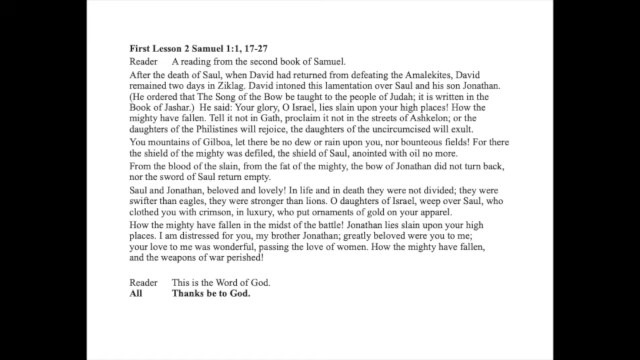 First Lesson 2 Samuel 1:1, 17-27
Reader A reading from the second book of Samuel.
After the death of Saul, when David had returned from defeating the Amalekites, David
remained two days in Ziklag. David intoned this lamentation over Saul and his son Jonathan.
(He ordered that The Song of the Bow be taught to the people of Judah; it is written in the
Book of Jashar.) He said: Your glory, O Israel, lies slain upon your high places! How the
mighty have fallen. Tell it not in Gath, proclaim it not in the streets of Ashkelon; or the
daughters of the Philistines will rejoice, the daughters of the uncircumcised will exult.
You mountains of Gilboa, let there be no dew or rain upon you, nor bounteous fields! For there
the shield of the mighty was defiled, the shield of Saul, anointed with oil no more.
From the blood of the slain, from the fat of the mighty, the bow of Jonathan did not turn back,
nor the sword of Saul return empty.
Saul and Jonathan, beloved and lovely! In life and in death they were not divided; they were
swifter than eagles, they were stronger than lions. O daughters of Israel, weep over Saul, who
clothed you with crimson, in luxury, who put ornaments of gold on your apparel.
How the mighty have fallen in the midst of the battle! Jonathan lies slain upon your high
places. I am distressed for you, my brother Jonathan; greatly beloved were you to me;
your love to me was wonderful, passing the love of women. How the mighty have fallen,
and the weapons of war perished!
Reader This is the Word of God.
All Thanks be to God.